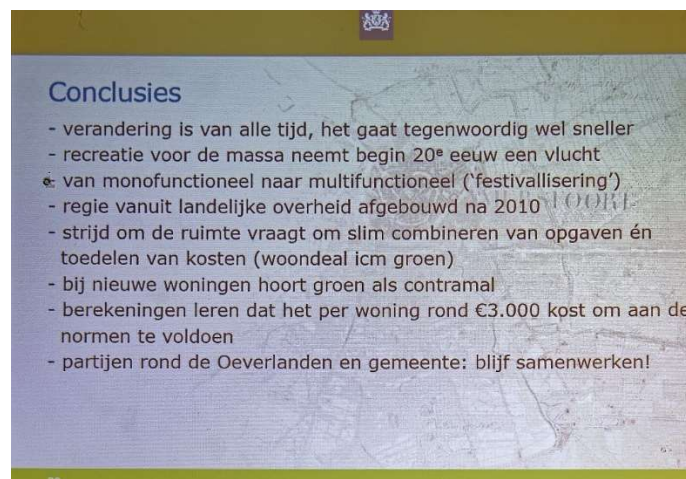 Conclusies
- verandering is van alle tijd, het gaat tegenwoordig wel sneller
- recreatie voor de massa neemt begin 20e eeuw een vlucht
- van monofunctioneel naar multifunctioneel (‘festivallisering’)
- regie vanuit landelijke overheid afgebouwd na 2010
- strijd om de ruimte vraagt om slim combineren van opgaven én
toedelen van kosten (woondeal icm groen)
- bij nieuwe woningen hoort groen als contramal
- berekeningen leren dat het per woning rond €3.000 kost om aan de
normen te voldoen
- partijen rond de Oeverlanden en gemeente: blijf samenwerken!